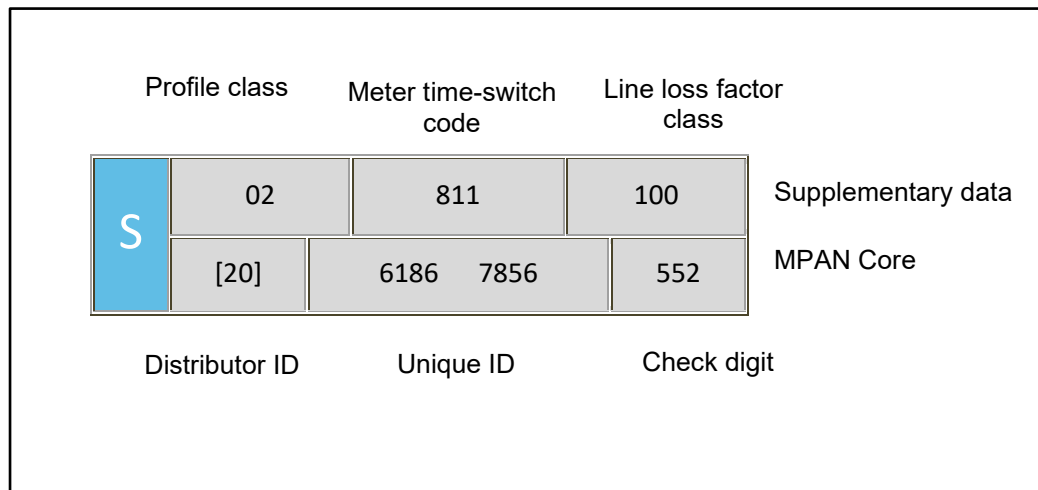 Profile class
Meter time-switch
code
Line loss factor
class
S
02
811
100
Supplementary data
[20]
6186 7856
552
MPAN Core
Distributor ID
Unique ID
Check digit